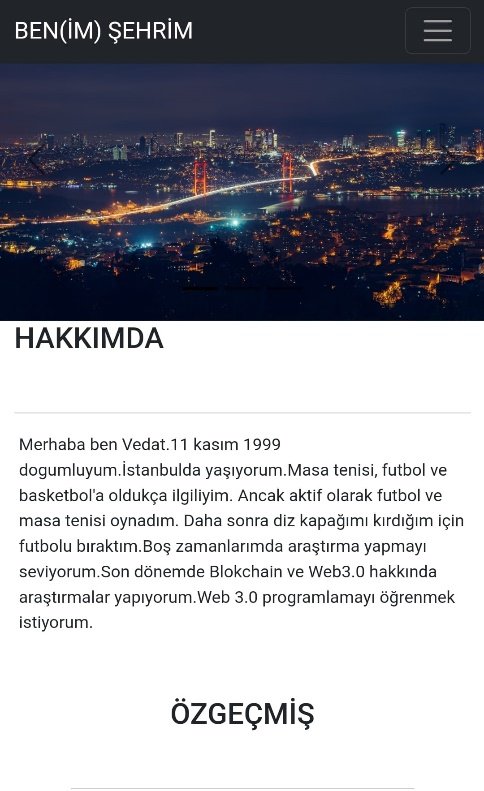 BEN(İM) ŞEHRİM
HAKKIMDA
Merhaba ben Vedat.11 kasım 1999
dogumluyum.İstanbulda yaşıyorum.Masa tenisi, futbol ve
basketbol'a oldukça ilgiliyim. Ancak aktif olarak futbol ve
masa tenisi oynadım. Daha sonra diz kapağımı kırdığım için
futbolu bıraktım.Boş zamanlarımda araştırma yapmayı
seviyorum.Son dönemde Blokchain ve Web3.0 hakkında
araştırmalar yapıyorum.Web 3.0 programlamayı öğrenmek
istiyorum.
ÖZGEÇMİŞ